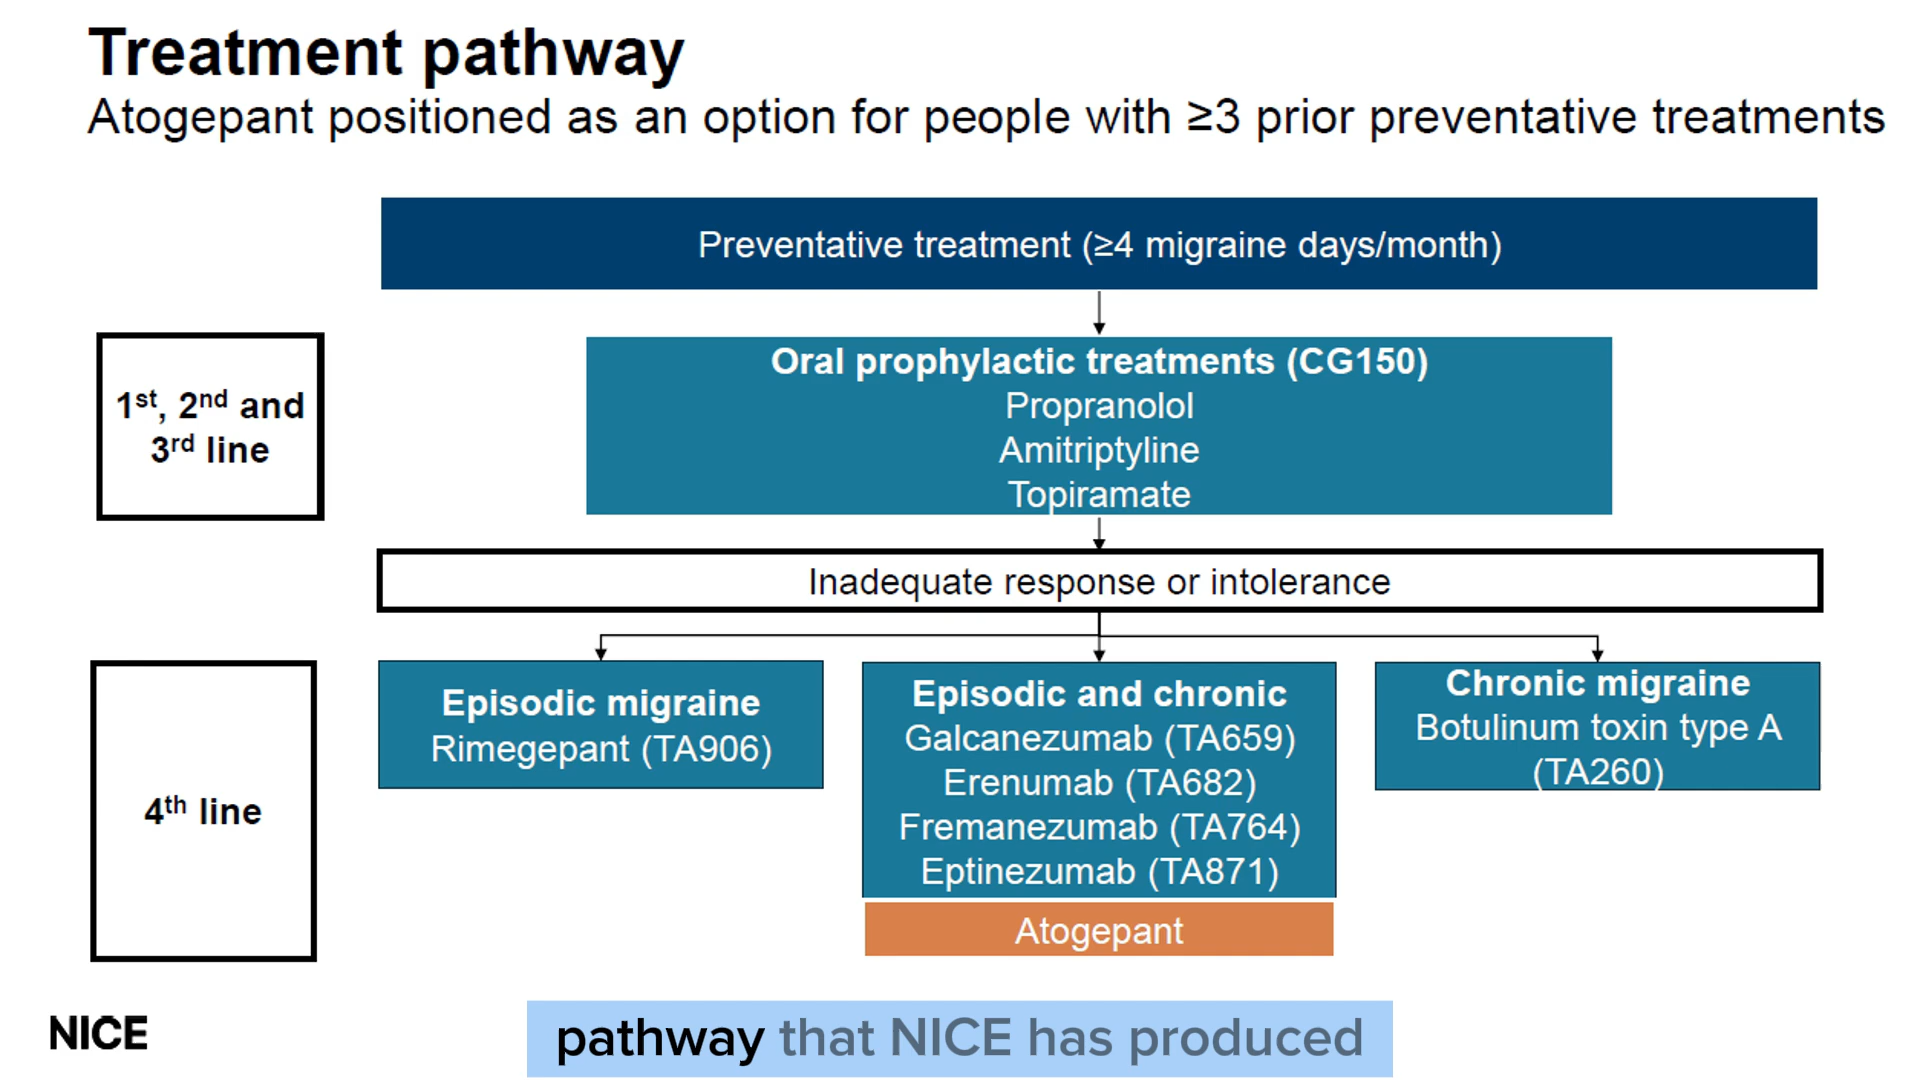 Treatment pathway
Atogepant positioned as an option for people with ≥3 prior preventative treatments
Preventative treatment (≥4 migraine days/month)
1st, 2nd and
3rd line
Oral prophylactic treatments (CG150)
Propranolol
Amitriptyline
Topiramate
Inadequate response or intolerance
4th line
Episodic migraine
Rimegepant (TA906)
Episodic and chronic
Galcanezumab (TA659)
Erenumab (TA682)
Fremanezumab (TA764)
Eptinezumab (TA871)
Atogepant
Chronic migraine
Botulinum toxin type A
(TA260)
NICE
pathway that NICE has produced